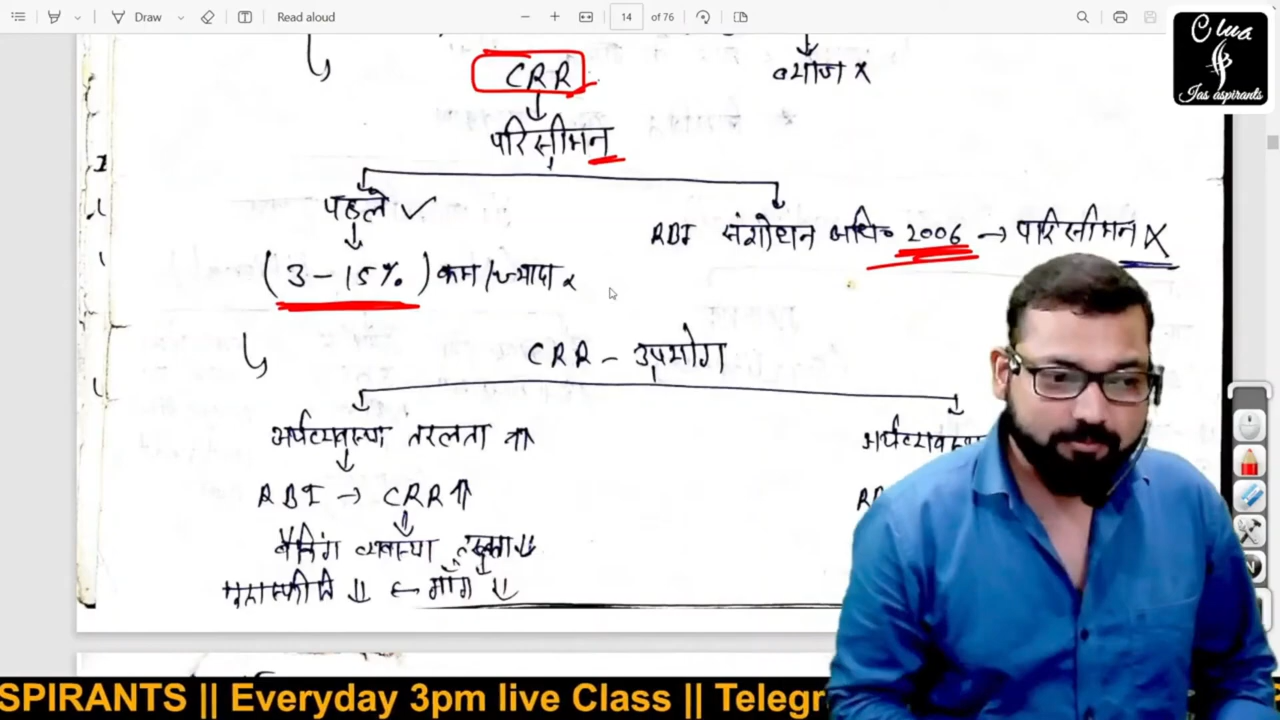 Draw
Read aloud
14 of 76
Clua
Ias aspirants
CRR
ब्याज X
परिसीमन
पहले ✓
RBI संशोधन अधि० 2006 → परिसीमन X
(3 – 15%) कम/ज्यादा x
CRR – उपयोग
अर्थव्यवस्था तरलता
अर्थव्यवस्था
RBI → CRR ⇑
बैंकिंग व्यवस्था तरलता ⇓
मुद्रास्फीति ⇓ ← माँग ⇓
SPIRANTS || Everyday 3pm live Class || Telegr